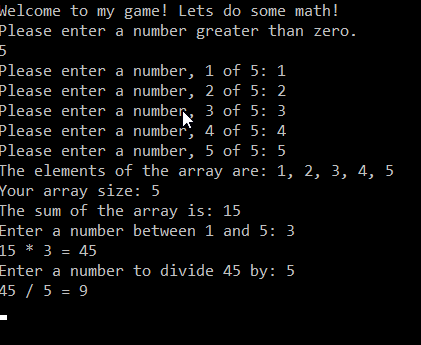 Welcome to my game! Lets do some math!
Please enter a number greater than zero.
5
Please enter a number, 1 of 5: 1
Please enter a number, 2 of 5: 2
Please enter a number, 3 of 5: 3
Please enter a number, 4 of 5: 4
Please enter a number, 5 of 5: 5
The elements of the array are: 1, 2, 3, 4, 5
Your array size: 5
The sum of the array is: 15
Enter a number between 1 and 5: 3
15 * 3 = 45
Enter a number to divide 45 by: 5
45 / 5 = 9